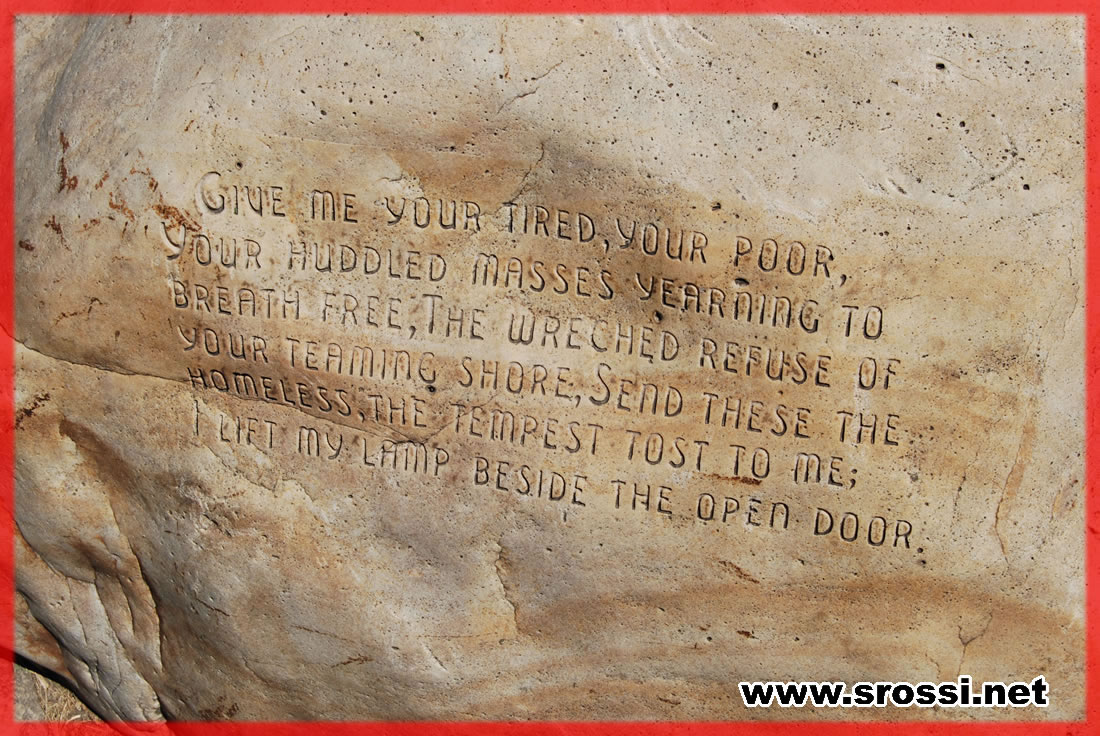 Give me your tired, your poor,
your huddled masses yearning to
breath free, The wreched refuse of
your teaming shore, Send these the
homeless, the tempest tost to me;
I lift my lamp beside the open door.
www.srossi.net